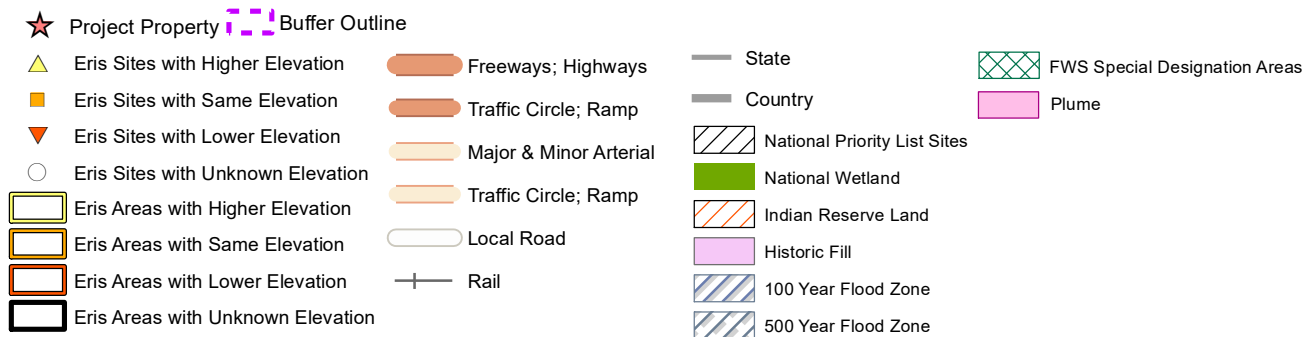 Project Property
Buffer Outline
Eris Sites with Higher Elevation
Eris Sites with Same Elevation
Eris Sites with Lower Elevation
Eris Sites with Unknown Elevation
Eris Areas with Higher Elevation
Eris Areas with Same Elevation
Eris Areas with Lower Elevation
Eris Areas with Unknown Elevation
Freeways; Highways
Traffic Circle; Ramp
Major & Minor Arterial
Traffic Circle; Ramp
Local Road
Rail
State
Country
National Priority List Sites
National Wetland
Indian Reserve Land
Historic Fill
100 Year Flood Zone
500 Year Flood Zone
FWS Special Designation Areas
Plume